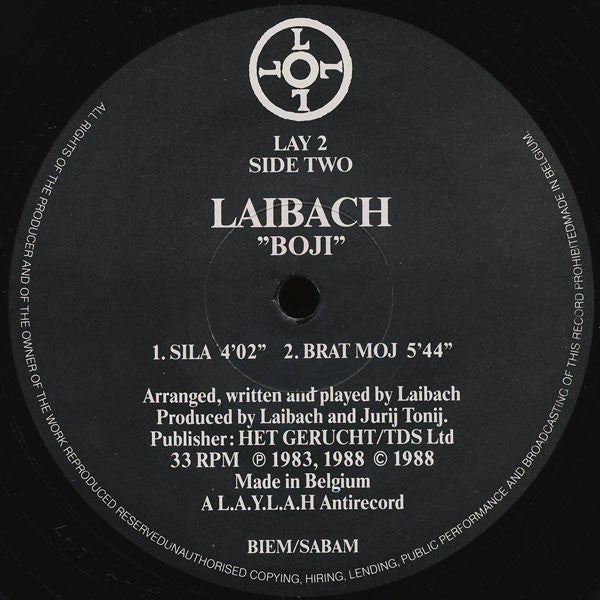 L
L L
L
LAY 2
SIDE TWO
LAIBACH
"BOJI"
1. SILA 4'02" 2. BRAT MOJ 5'44"
Arranged, written and played by Laibach
Produced by Laibach and Jurij Tonij.
Publisher: HET GERUCHT/TDS Ltd
33 RPM ℗ 1983, 1988 © 1988
Made in Belgium
A L.A.Y.L.A.H Antirecord
BIEM/SABAM
ALL RIGHTS OF THE PRODUCER AND OF THE OWNER OF THE WORK REPRODUCED RESERVEDUNAUTHORISED COPYING, HIRING, LENDING, PUBLIC PERFORMANCE AND BROADCASTING OF THIS RECORD PROHIBITEDMADE IN BELGIUM.